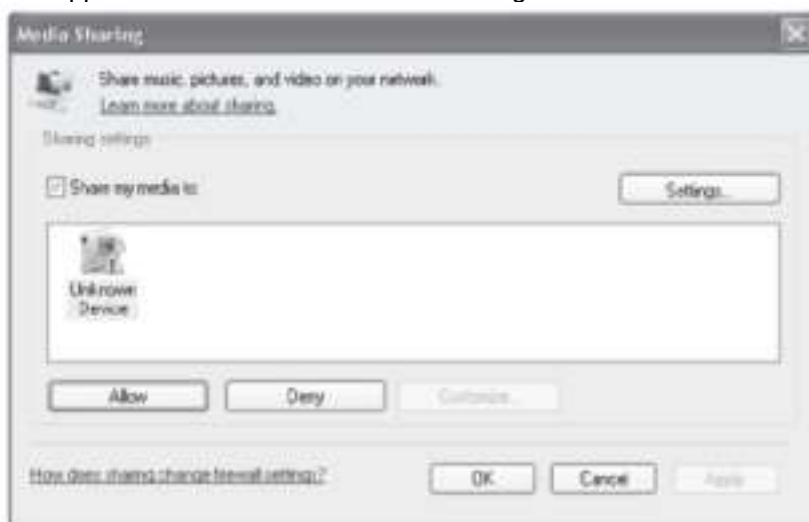 Media Sharing
Share music, pictures, and video on your network.
Learn more about sharing.
Sharing settings
Share my media to:
Settings...
Unknown
Device
Allow
Deny
Customize...
How does sharing change firewall settings?
OK
Cancel
Apply